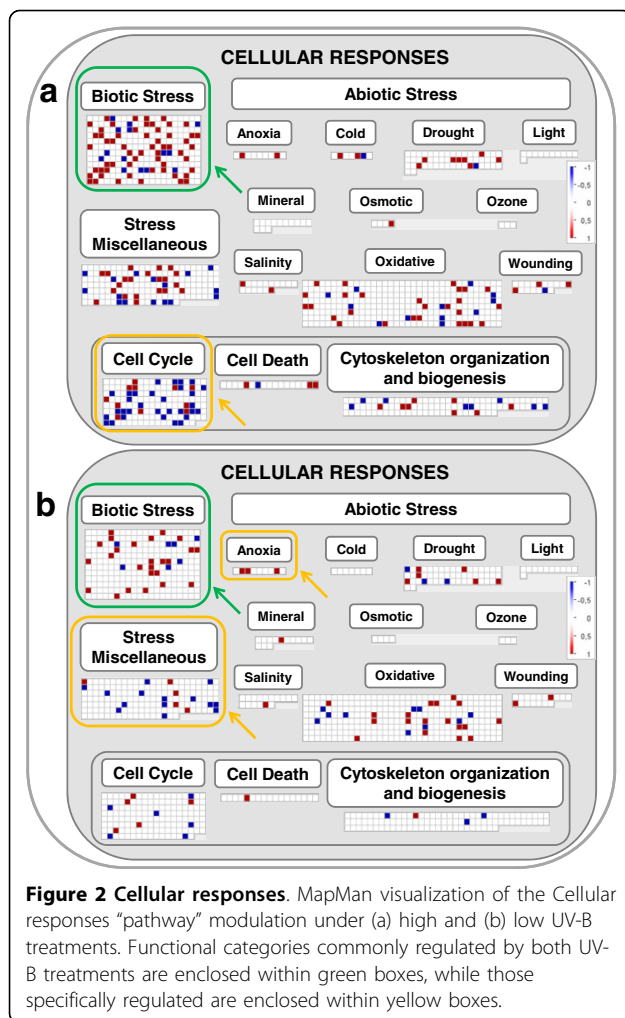 a
CELLULAR RESPONSES
Biotic Stress
Abiotic Stress
Anoxia
Cold
Drought
Light
-1
-0,5
0
0,5
1
Mineral
Osmotic
Ozone
Stress
Miscellaneous
Salinity
Oxidative
Wounding
Cell Cycle
Cell Death
Cytoskeleton organization
and biogenesis
b
CELLULAR RESPONSES
Biotic Stress
Abiotic Stress
Anoxia
Cold
Drought
Light
-1
-0,5
0
0,5
1
Mineral
Osmotic
Ozone
Stress
Miscellaneous
Salinity
Oxidative
Wounding
Cell Cycle
Cell Death
Cytoskeleton organization
and biogenesis
Figure 2 Cellular responses. MapMan visualization of the Cellular
responses “pathway” modulation under (a) high and (b) low UV-B
treatments. Functional categories commonly regulated by both UV-
B treatments are enclosed within green boxes, while those
specifically regulated are enclosed within yellow boxes.